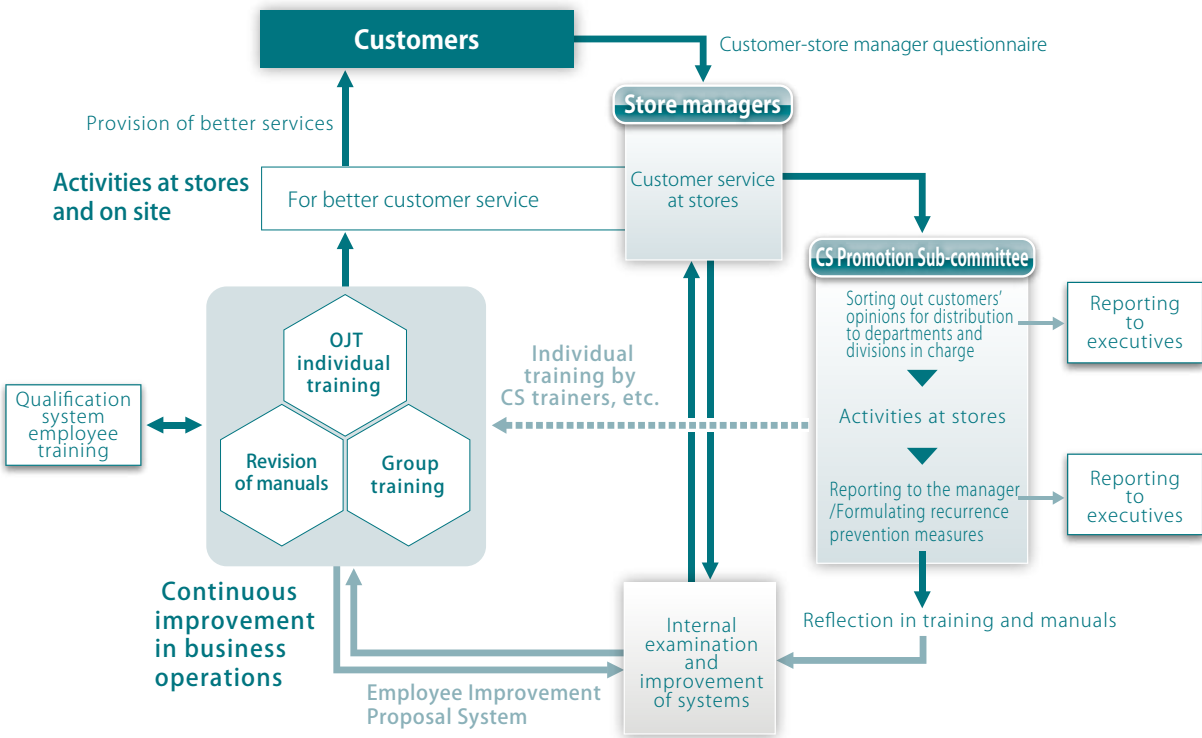 Customers
Customer-store manager questionnaire
Store managers
Provision of better services
Activities at stores
and on site
For better customer service
Customer service
at stores
CS Promotion Sub-committee
Sorting out customers’
opinions for distribution
to departments and
divisions in charge
Reporting
to
executives
OJT
individual
training
Individual
training by
CS trainers, etc.
Qualification
system
employee
training
Activities at stores
Revision
of manuals
Group
training
Reporting to the manager
/Formulating recurrence
prevention measures
Reporting
to
executives
Continuous
improvement
in business
operations
Internal
examination
and
improvement
of systems
Reflection in training and manuals
Employee Improvement
Proposal System